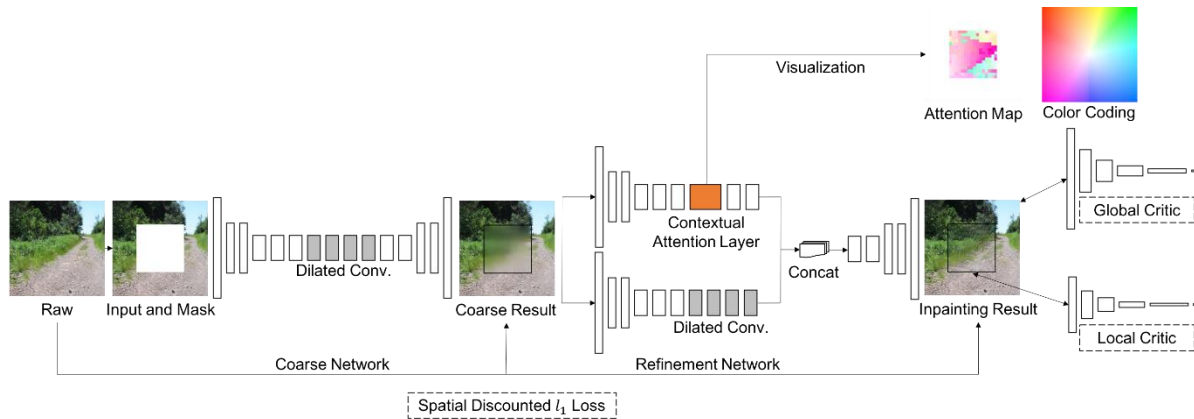 Visualization
Attention Map
Color Coding
Contextual
Attention Layer
Global Critic
Concat
Dilated Conv.
Raw
Input and Mask
Coarse Result
Dilated Conv.
Inpainting Result
Local Critic
Coarse Network
Refinement Network
Spatial Discounted l₁ Loss